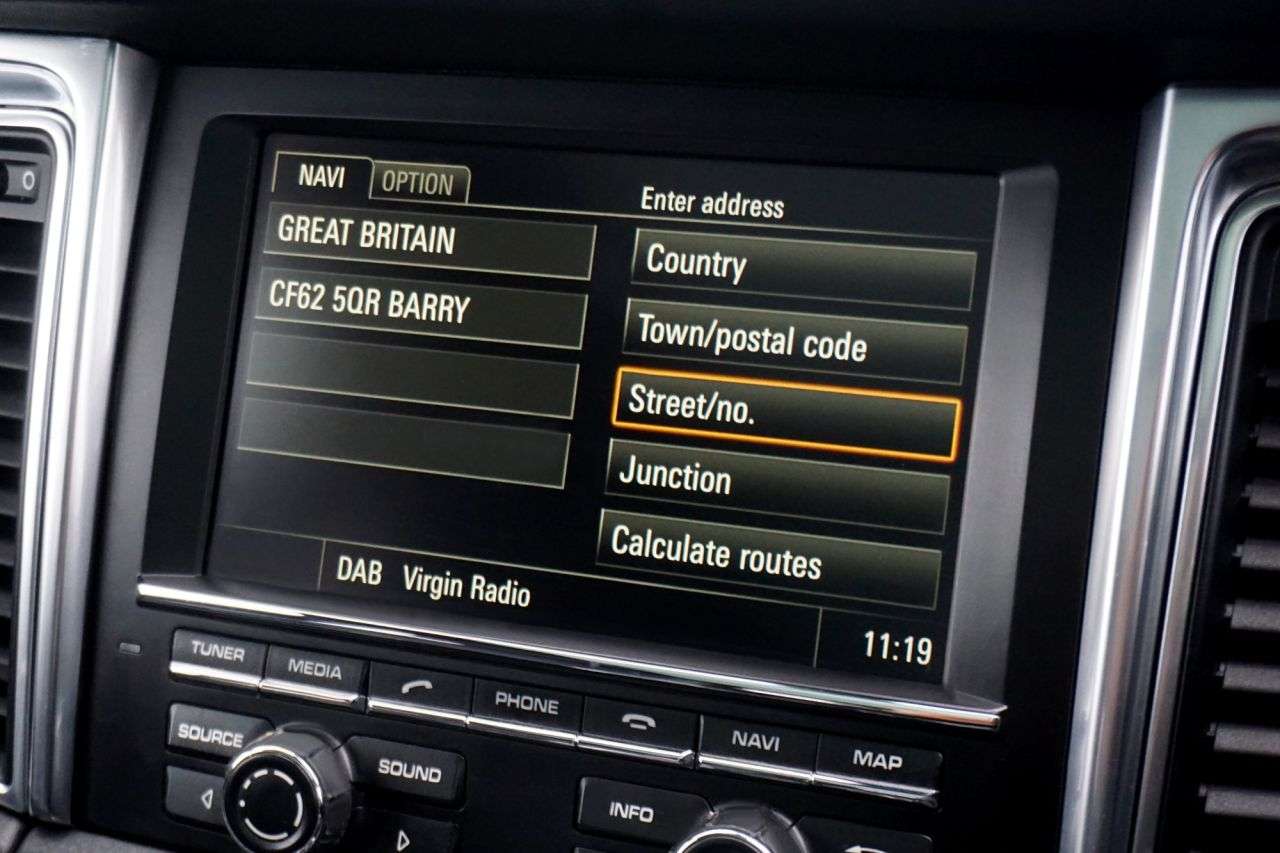 NAVI OPTION
Enter address
GREAT BRITAIN
Country
CF62 5QR BARRY
Town/postal code
Street/no.
Junction
Calculate routes
DAB Virgin Radio
11:19
TUNER MEDIA PHONE NAVI MAP
SOURCE SOUND INFO